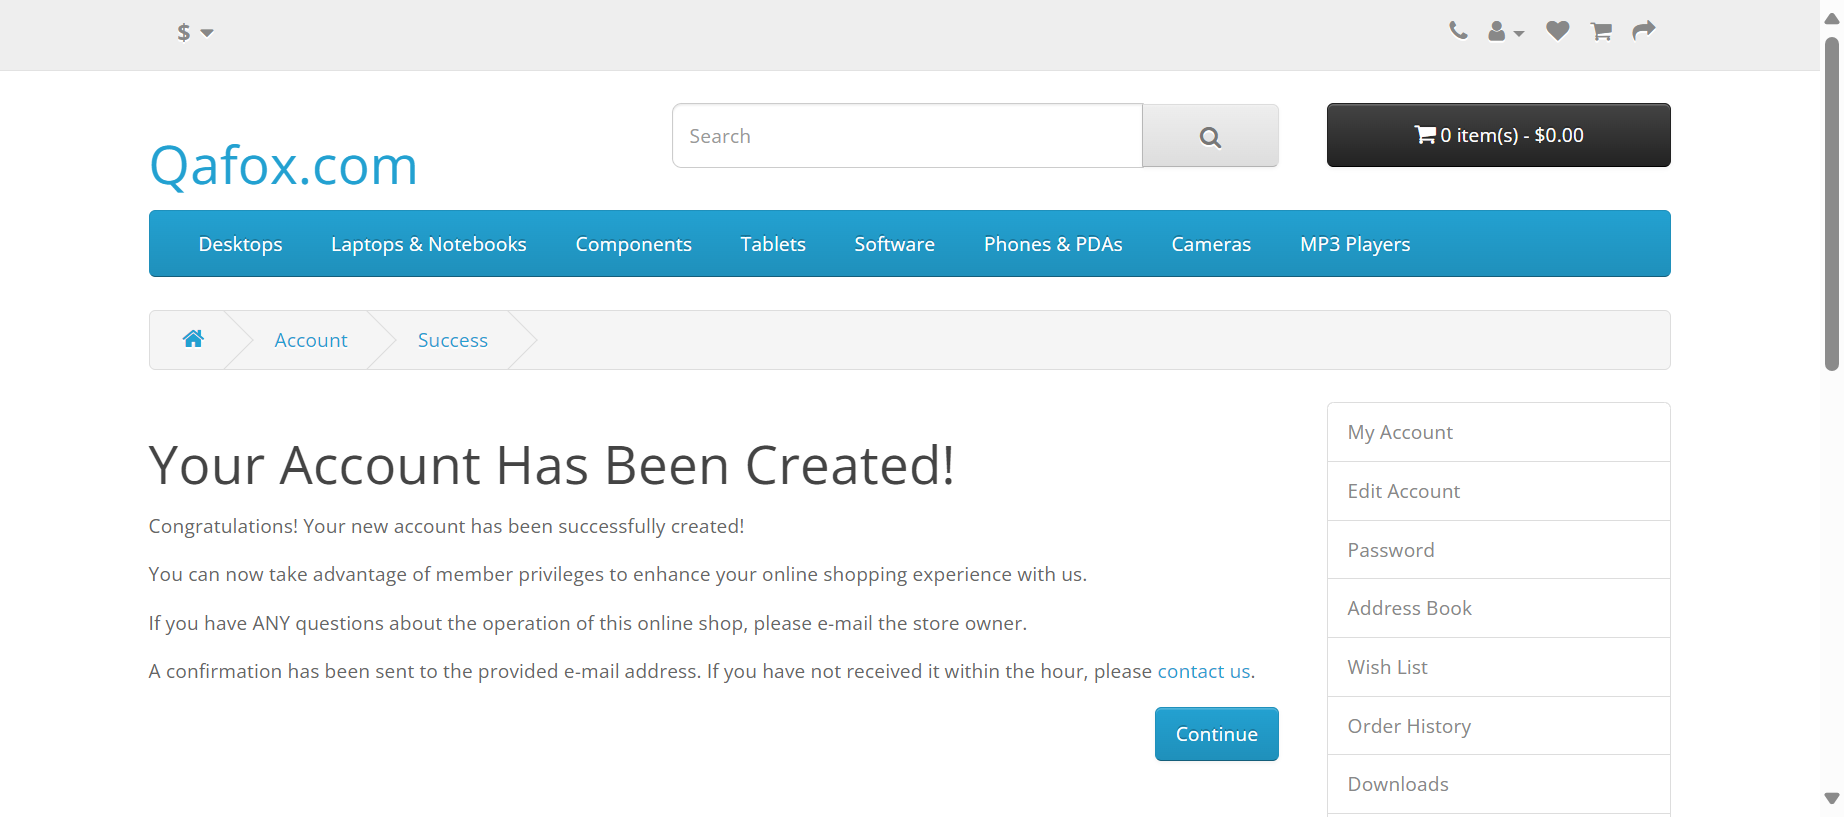 $
Search
0 item(s) - $0.00
Qafox.com
Desktops Laptops & Notebooks Components Tablets Software Phones & PDAs Cameras MP3 Players
Account Success
Your Account Has Been Created!
Congratulations! Your new account has been successfully created!
You can now take advantage of member privileges to enhance your online shopping experience with us.
If you have ANY questions about the operation of this online shop, please e-mail the store owner.
A confirmation has been sent to the provided e-mail address. If you have not received it within the hour, please contact us.
Continue
My Account
Edit Account
Password
Address Book
Wish List
Order History
Downloads